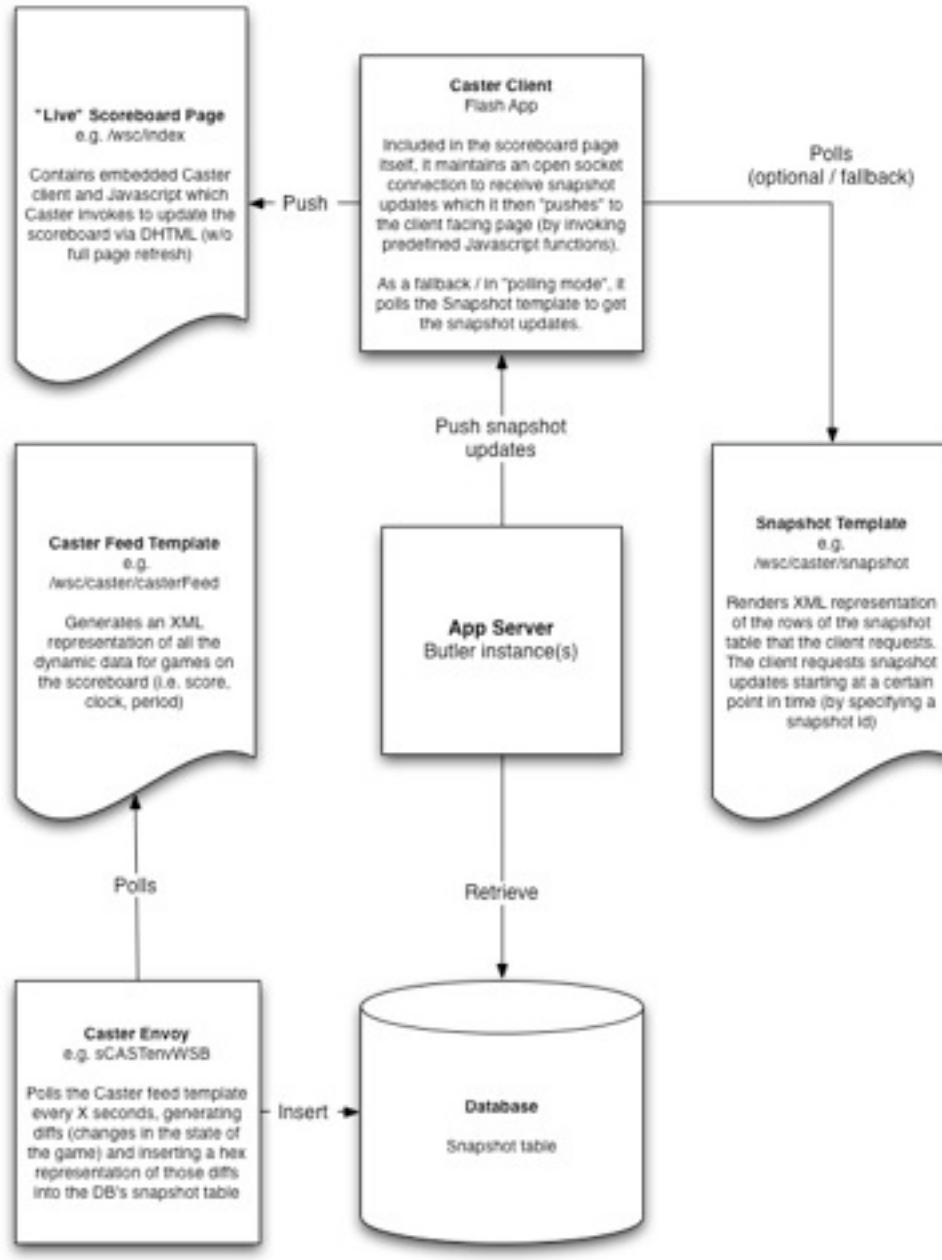 "Live" Scoreboard Page
e.g. /wsc/index
Contains embedded Caster
client and Javascript which
Caster invokes to update the
scoreboard via DHTML (w/o
full page refresh)
Push
Caster Client
Flash App
Included in the scoreboard page
itself, it maintains an open socket
connection to receive snapshot
updates which it then "pushes" to
the client facing page (by invoking
predefined Javascript functions).
As a fallback / in "polling mode", it
polls the Snapshot template to get
the snapshot updates.
Polls
(optional / fallback)
Push snapshot
updates
Caster Feed Template
e.g.
/wsc/caster/casterFeed
Generates an XML
representation of all the
dynamic data for games on
the scoreboard (i.e. score,
clock, period)
App Server
Butler instance(s)
Snapshot Template
e.g.
/wsc/caster/snapshot
Renders XML representation
of the rows of the snapshot
table that the client requests.
The client requests snapshot
updates starting at a certain
point in time (by specifying a
snapshot id)
Polls
Retrieve
Caster Envoy
e.g. sCASTenvWSB
Polls the Caster feed template
every X seconds, generating
diffs (changes in the state of
the game) and inserting a hex
representation of those diffs
into the DB's snapshot table
Insert
Database
Snapshot table